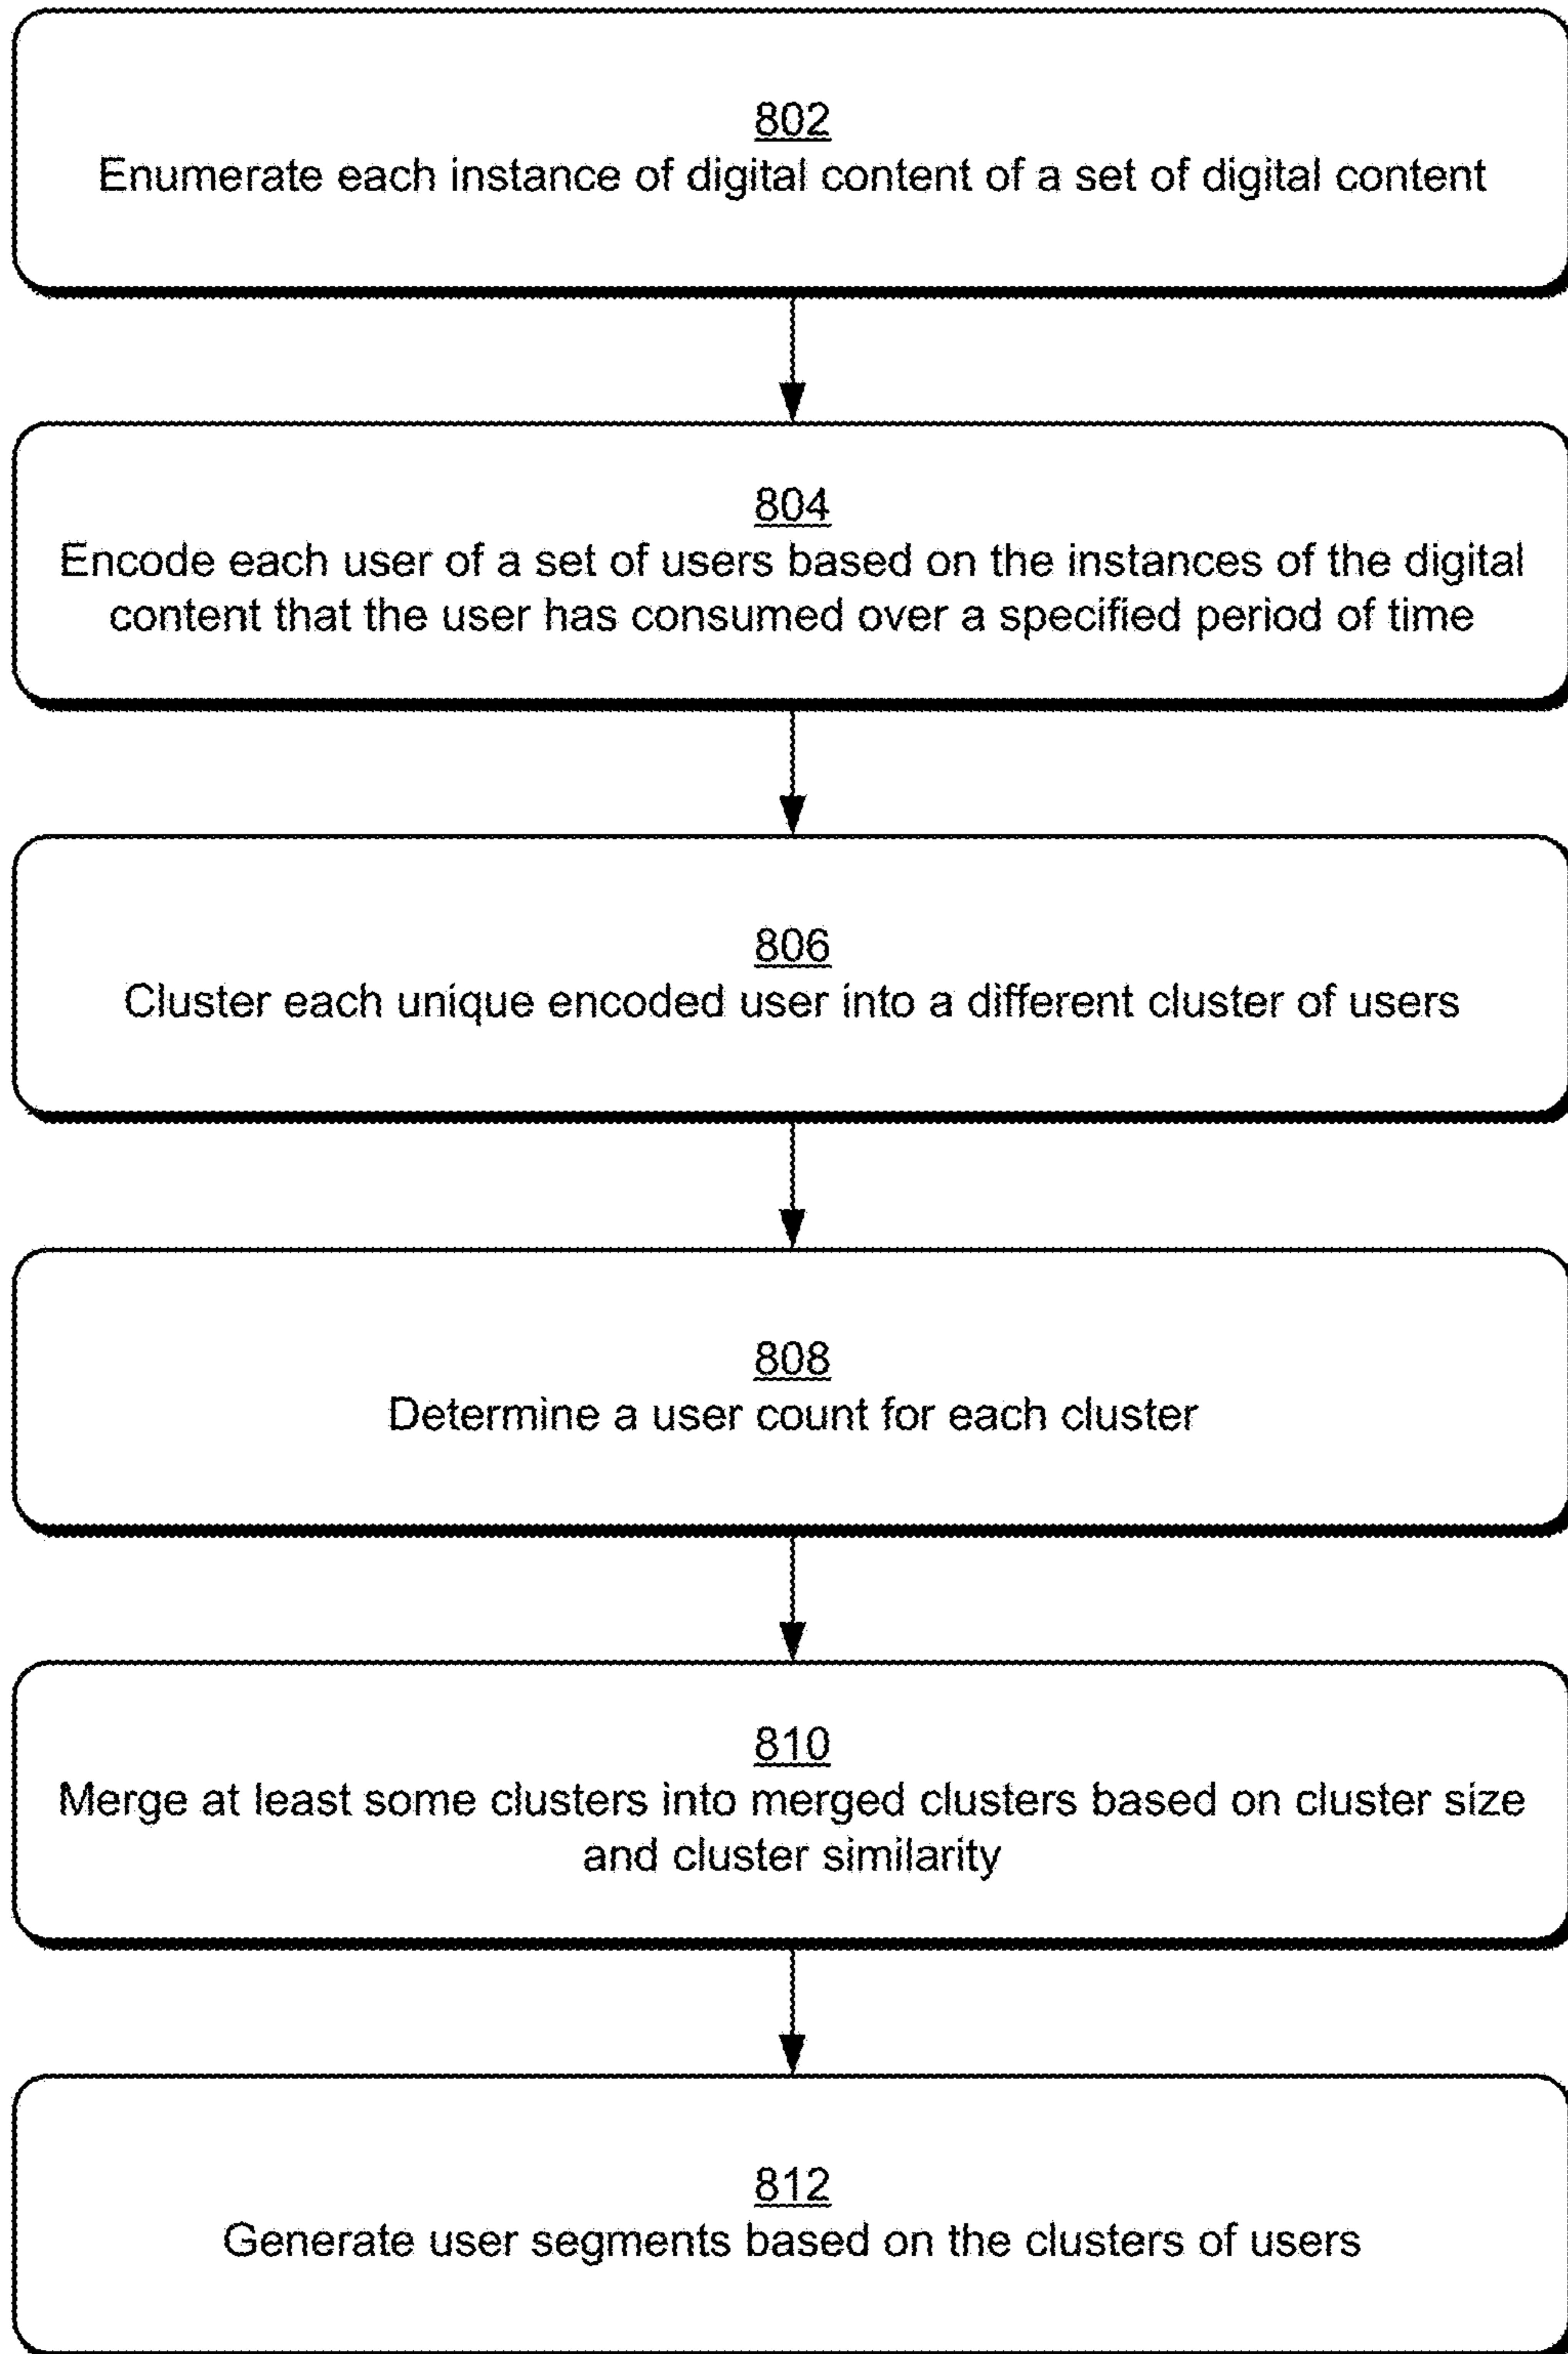 802
Enumerate each instance of digital content of a set of digital content
804
Encode each user of a set of users based on the instances of the digital
content that the user has consumed over a specified period of time
806
Cluster each unique encoded user into a different cluster of users
808
Determine a user count for each cluster
810
Merge at least some clusters into merged clusters based on cluster size
and cluster similarity
812
Generate user segments based on the clusters of users